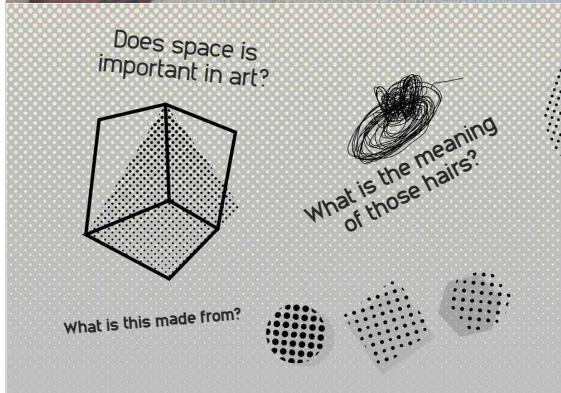 Does space is
important in art?
What is the meaning
of those hairs?
What is this made from?